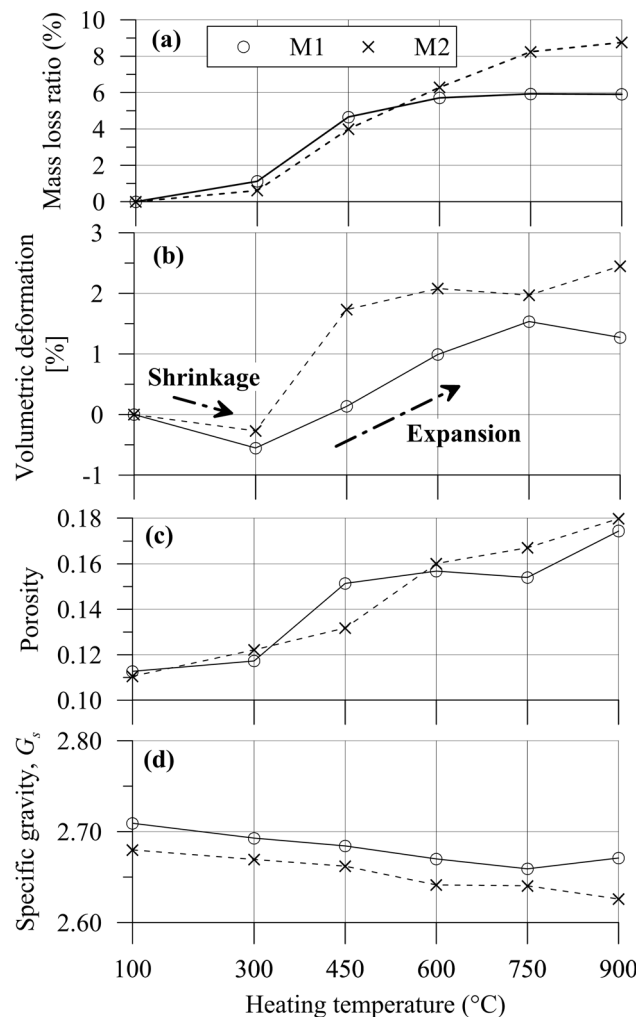 Mass loss ratio (%)
10
8
6
4
2
0
(a)
M1
M2
Volumetric deformation
[%]
3
2
1
0
-1
(b)
Shrinkage
Expansion
Porosity
0.18
0.16
0.14
0.12
0.10
(c)
Specific gravity, Gs
2.80
2.70
2.60
(d)
100 300 450 600 750 900
Heating temperature (°C)